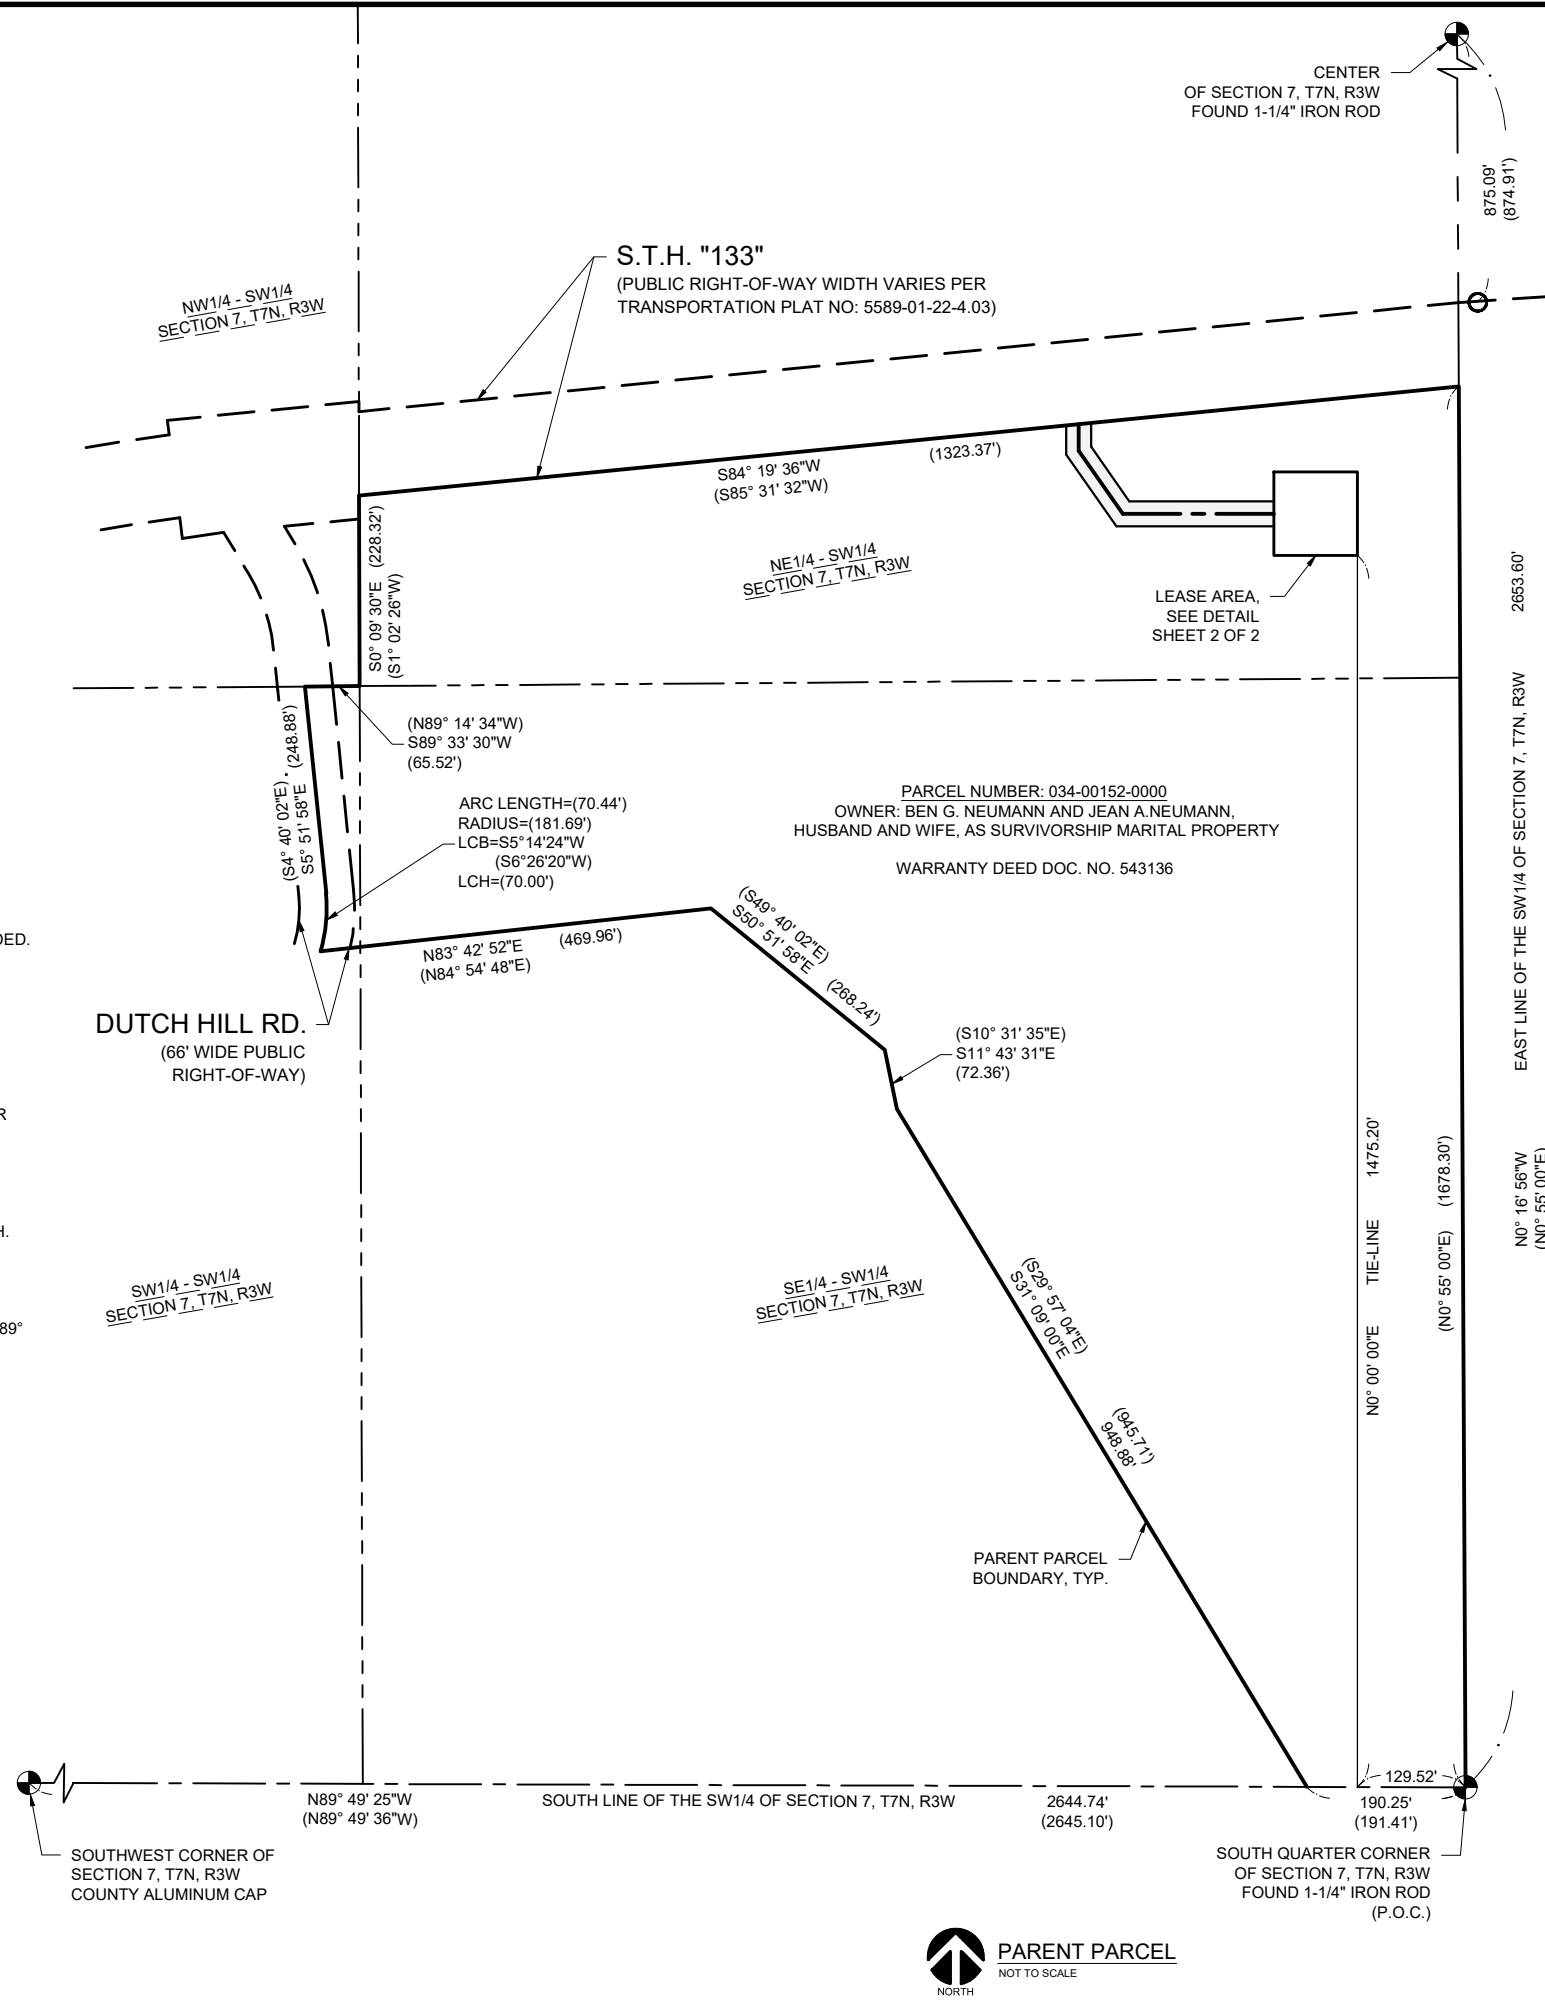 CENTER
OF SECTION 7, T7N, R3W
FOUND 1-1/4" IRON ROD
875.09'
(874.91')
S.T.H. "133"
(PUBLIC RIGHT-OF-WAY WIDTH VARIES PER
TRANSPORTATION PLAT NO: 5589-01-22-4.03)
NW1/4 - SW1/4
SECTION 7, T7N, R3W
S84° 19' 36"W
(S85° 31' 32"W)
(1323.37')
S0° 09' 30"E (228.32')
(S1° 02' 26"W)
NE1/4 - SW1/4
SECTION 7, T7N, R3W
LEASE AREA,
SEE DETAIL
SHEET 2 OF 2
2653.60'
EAST LINE OF THE SW1/4 OF SECTION 7, T7N, R3W
N0° 16' 56"W
(N0° 55' 00"E)
(N89° 14' 34"W)
S89° 33' 30"W
(65.52')
(S4° 40' 02"E)
S5° 51' 58"E (248.88')
ARC LENGTH=(70.44')
RADIUS=(181.69')
LCB=S5°14'24"W
(S6°26'20"W)
LCH=(70.00')
PARCEL NUMBER: 034-00152-0000
OWNER: BEN G. NEUMANN AND JEAN A.NEUMANN,
HUSBAND AND WIFE, AS SURVIVORSHIP MARITAL PROPERTY
WARRANTY DEED DOC. NO. 543136
DED.
N83° 42' 52"E
(N84° 54' 48"E)
(469.96')
(S49° 40' 02"E)
S50° 51' 58"E
(268.24')
DUTCH HILL RD.
(66' WIDE PUBLIC
RIGHT-OF-WAY)
(S10° 31' 35"E)
S11° 43' 31"E
(72.36')
R
H.
89°
N0° 00' 00"E TIE-LINE 1475.20'
(N0° 55' 00"E) (1678.30')
SW1/4 - SW1/4
SECTION 7, T7N, R3W
SE1/4 - SW1/4
SECTION 7, T7N, R3W
(S29° 57' 04"E)
S31° 09' 00"E
(945.71')
948.88'
PARENT PARCEL
BOUNDARY, TYP.
129.52'
N89° 49' 25"W
(N89° 49' 36"W)
SOUTH LINE OF THE SW1/4 OF SECTION 7, T7N, R3W
2644.74'
(2645.10')
190.25'
(191.41')
SOUTHWEST CORNER OF
SECTION 7, T7N, R3W
COUNTY ALUMINUM CAP
SOUTH QUARTER CORNER
OF SECTION 7, T7N, R3W
FOUND 1-1/4" IRON ROD
(P.O.C.)
PARENT PARCEL
NOT TO SCALE
NORTH